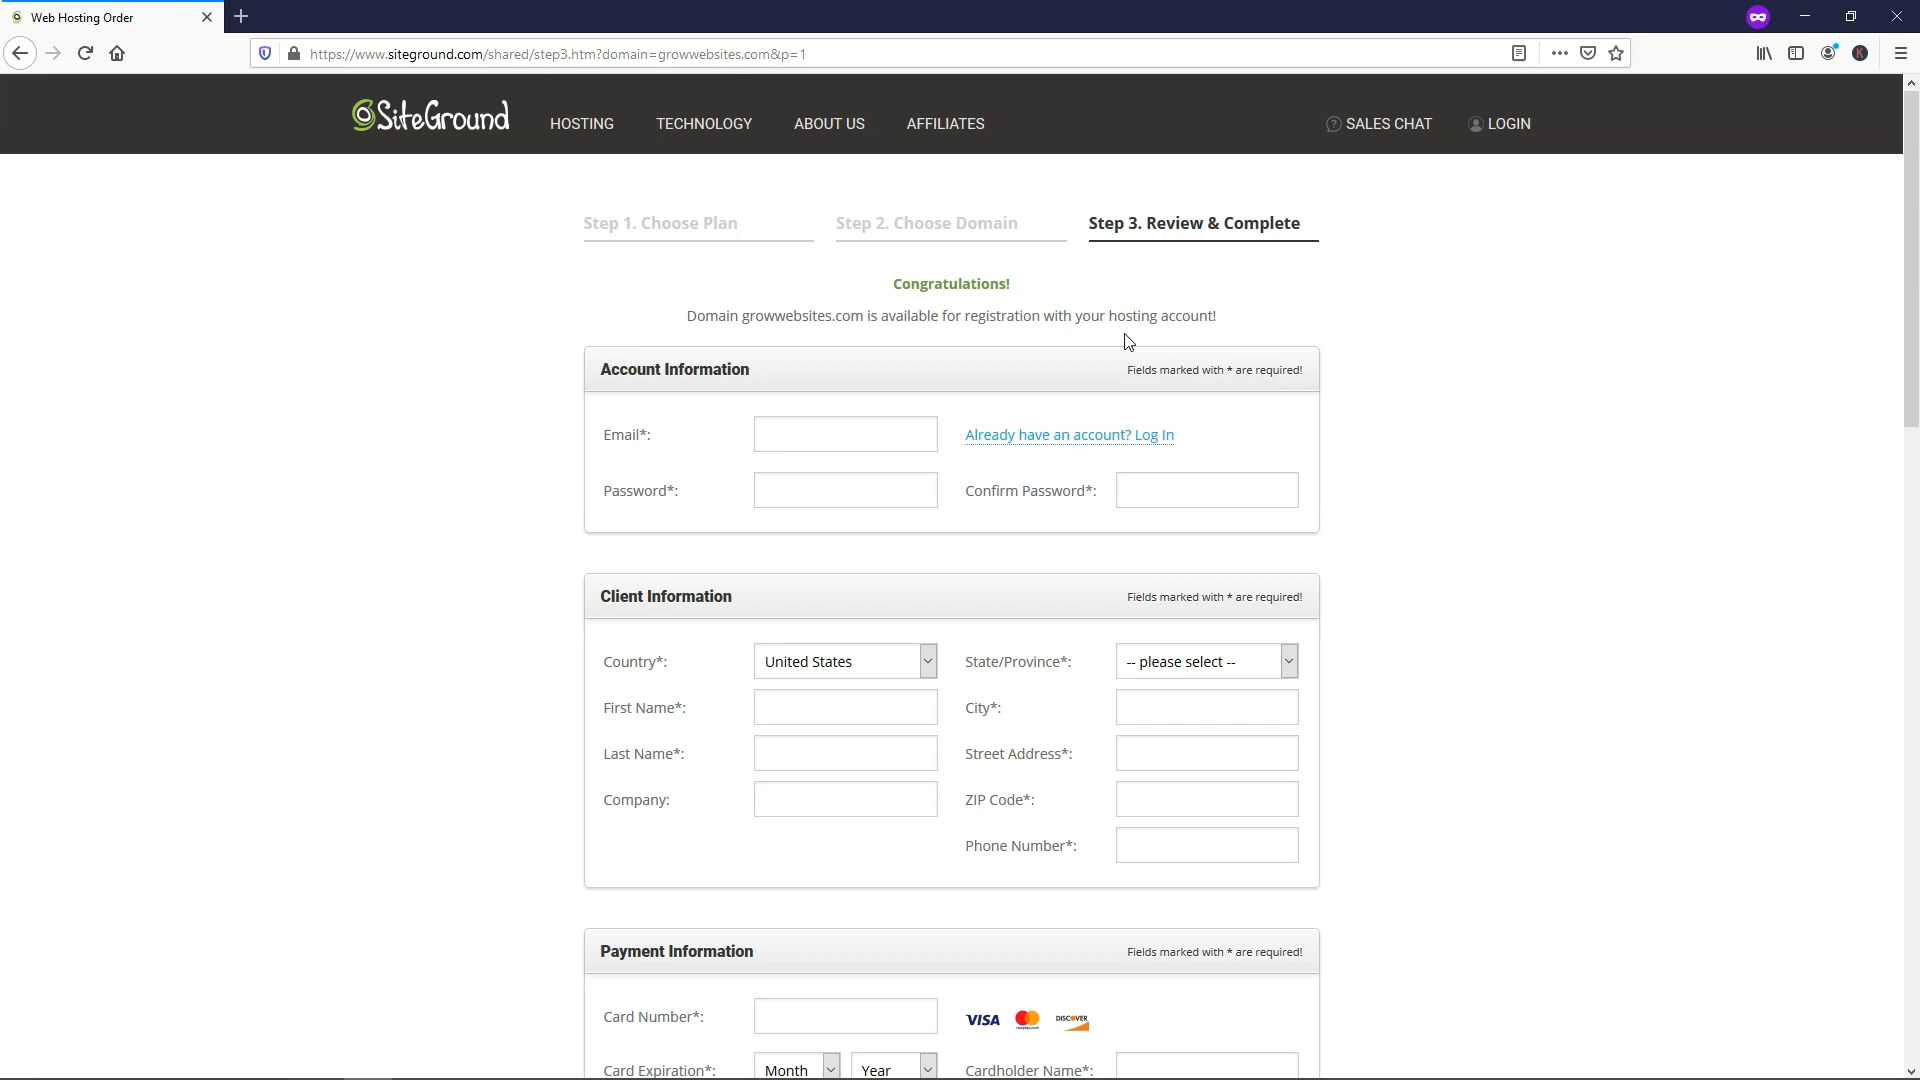 Web Hosting Order
https://www.siteground.com/shared/step3.htm?domain=growwebsites.com&p=1
K
SiteGround HOSTING TECHNOLOGY ABOUT US AFFILIATES SALES CHAT LOGIN
Step 1. Choose Plan Step 2. Choose Domain Step 3. Review & Complete
Congratulations!
Domain growwebsites.com is available for registration with your hosting account!
Account Information Fields marked with * are required!
Email*: Already have an account? Log In
Password*: Confirm Password*:
Client Information Fields marked with * are required!
Country*: United States State/Province*: -- please select --
First Name*: City*:
Last Name*: Street Address*:
Company: ZIP Code*:
Phone Number*:
Payment Information Fields marked with * are required!
Card Number*: VISA mastercard DISCOVER
Card Expiration*: Month Year Cardholder Name*: